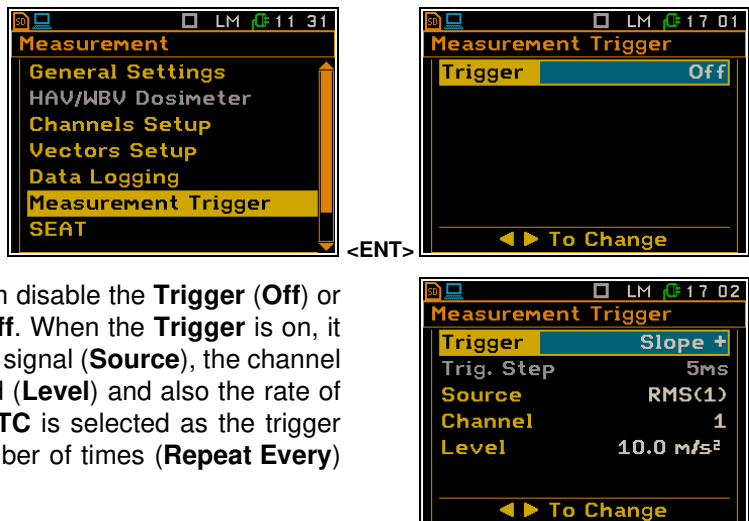 LM 11 31
Measurement
General Settings
HAV/WBV Dosimeter
Channels Setup
Vectors Setup
Data Logging
Measurement Trigger
SEAT
<ENT>
LM 17 01
Measurement Trigger
Trigger Off
To Change
disable the Trigger (Off) or
When the Trigger is on, it
signal (Source), the channel
(Level) and also the rate of
is selected as the trigger
of times (Repeat Every)
LM 17 02
Measurement Trigger
Trigger Slope +
Trig. Step 5ms
Source RMS(1)
Channel 1
Level 10.0 m/s²
To Change